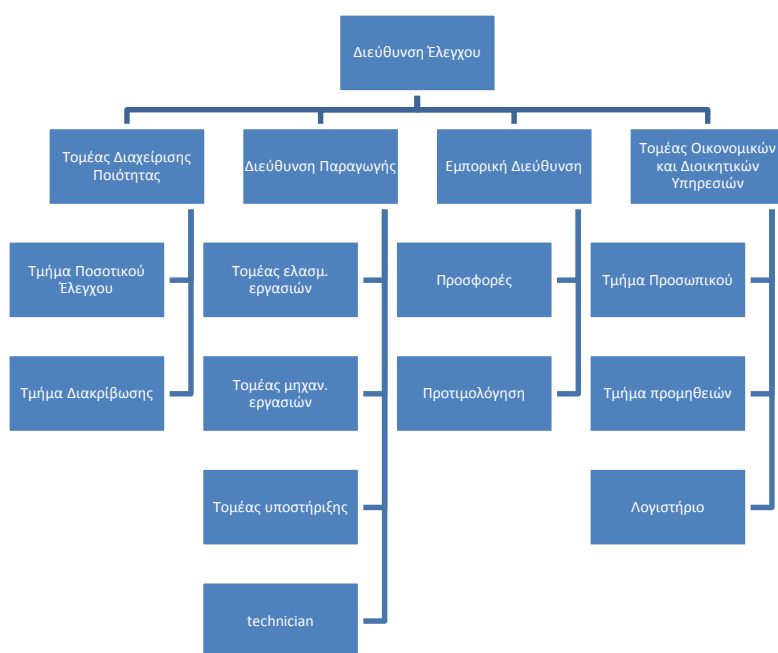 Διεύθυνση Έλεγχου
Τομέας Διαχείρισης
Ποιότητας
Διεύθυνση Παραγωγής
Εμπορική Διεύθυνση
Τομέας Οικονομικών
και Διοικητικών
Υπηρεσιών
Τμήμα Ποσοτικού
Έλεγχου
Τομέας ελασμ.
εργασιών
Προσφορές
Τμήμα Προσωπικού
Τμήμα Διακρίβωσης
Τομέας μηχαν.
εργασιών
Προτιμολόγηση
Τμήμα προμηθειών
Τομέας υποστήριξης
Λογιστήριο
technician